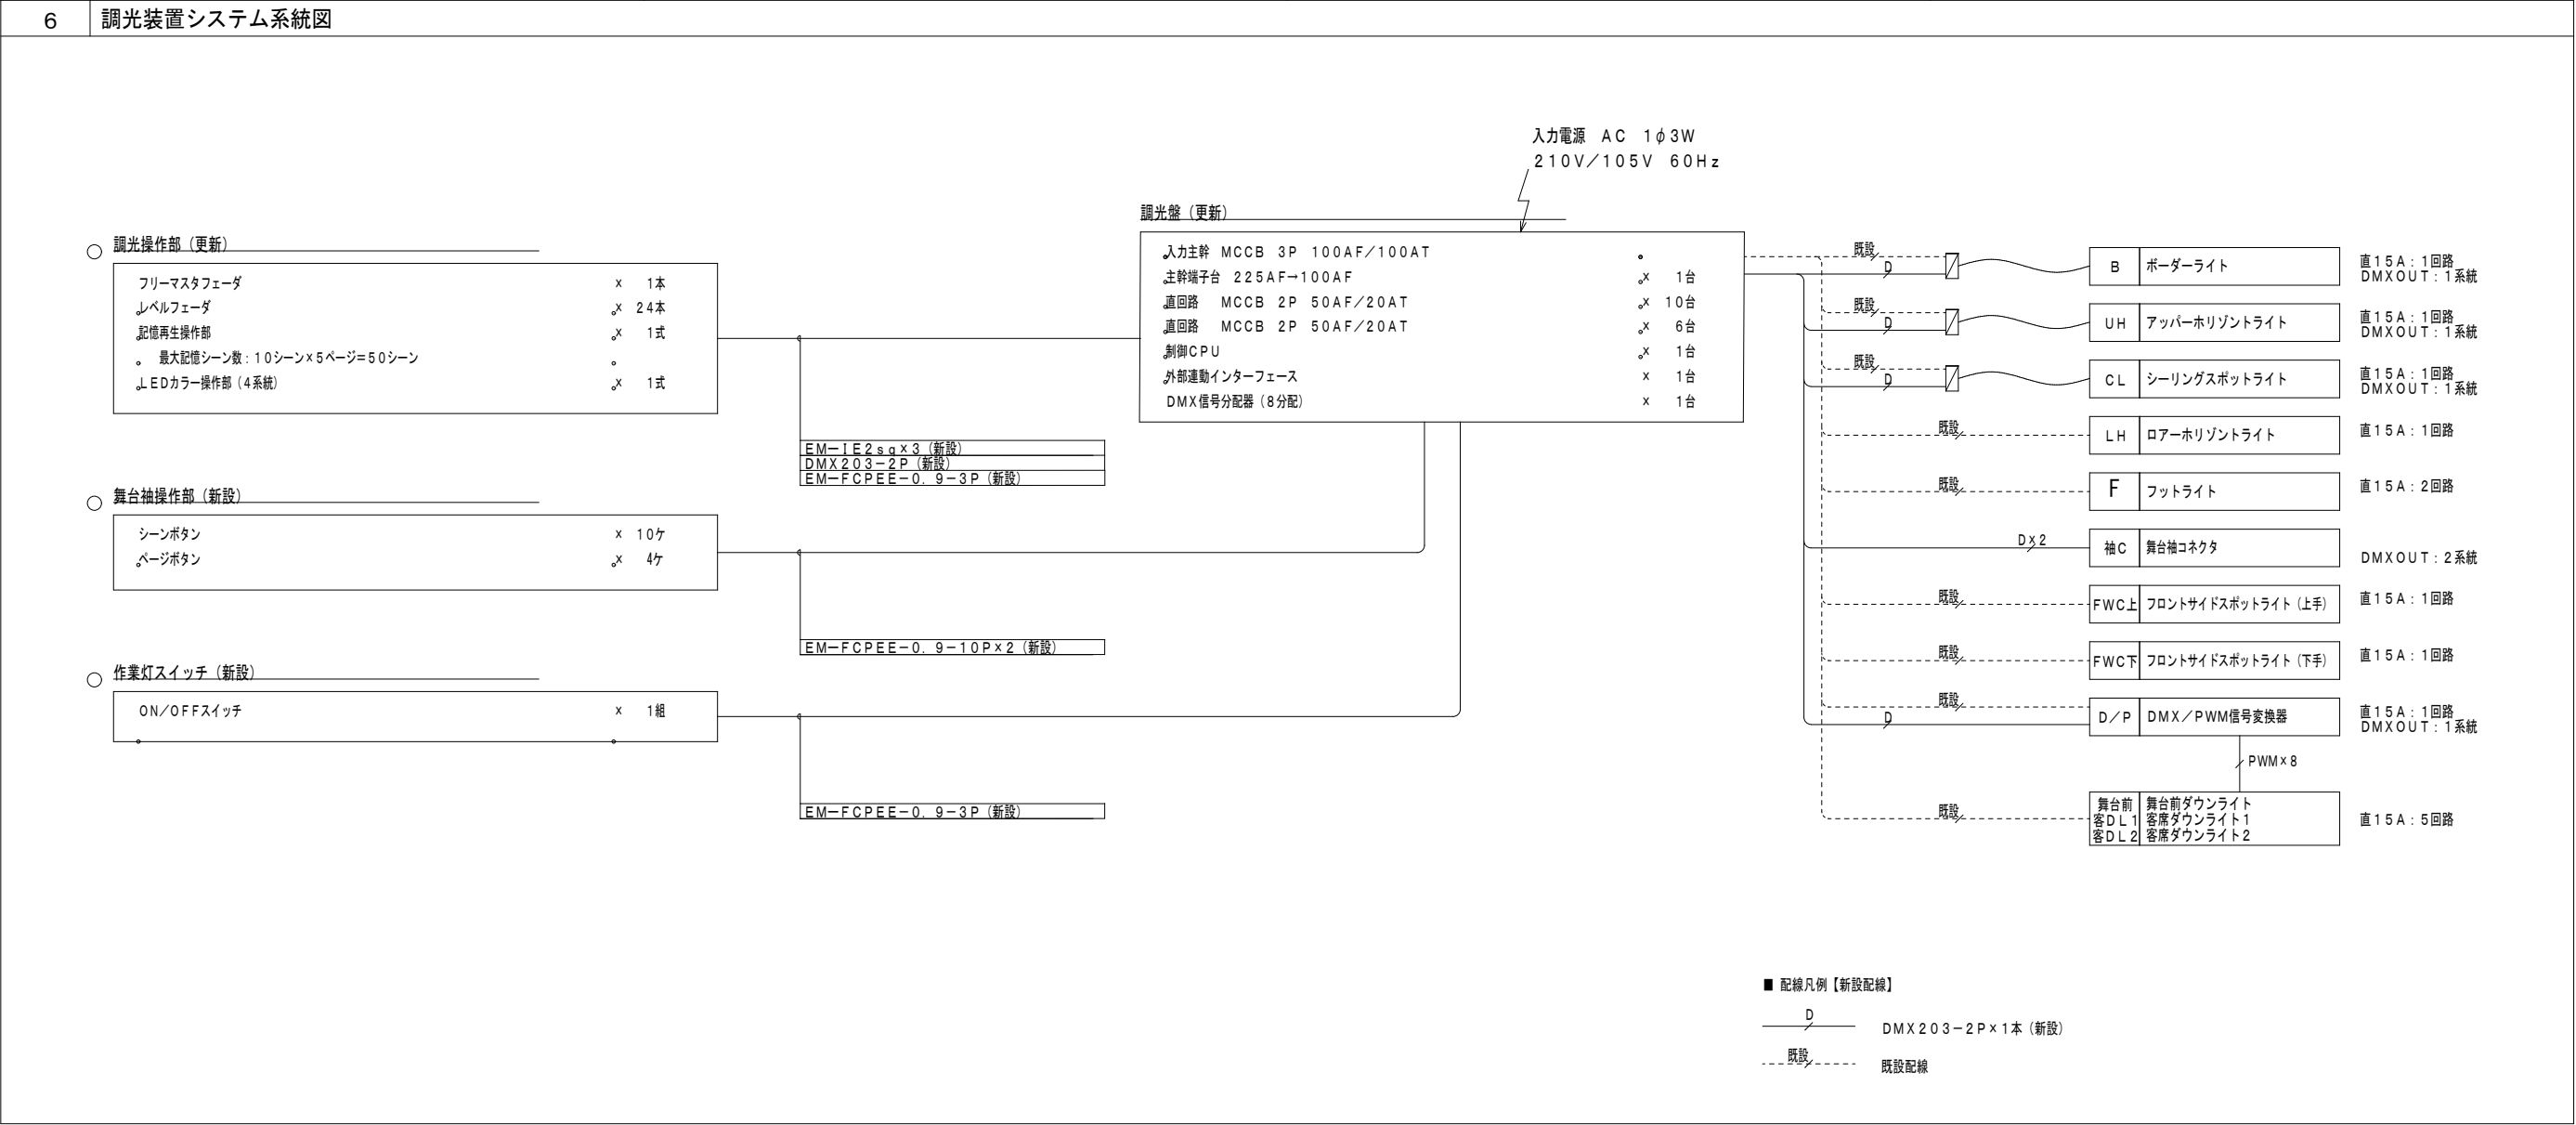 6 調光装置システム系統図
入力電源 AC 1φ3W
210V/105V 60Hz
調光盤(更新)
入力主幹 MCCB 3P 100AF/100AT
主幹端子台 225AF→100AF × 1台
直回路 MCCB 2P 50AF/20AT × 10台
直回路 MCCB 2P 50AF/20AT × 6台
制御CPU × 1台
外部連動インターフェース × 1台
DMX信号分配器(8分配) × 1台
調光操作部(更新)
フリーマスタフェーダ × 1本
レベルフェーダ × 24本
記憶再生操作部 × 1式
最大記憶シーン数:10シーン×5ページ=50シーン
LEDカラー操作部(4系統) × 1式
EM-IE2sq×3(新設)
DMX203-2P(新設)
EM-FCPEE-0.9-3P(新設)
舞台袖操作部(新設)
シーンボタン × 10ケ
ページボタン × 4ケ
EM-FCPEE-0.9-10P×2(新設)
作業灯スイッチ(新設)
ON/OFFスイッチ × 1組
EM-FCPEE-0.9-3P(新設)
既設
D
B ボーダーライト
直15A:1回路
DMXOUT:1系統
既設
D
UH アッパーホリゾントライト
直15A:1回路
DMXOUT:1系統
既設
D
CL シーリングスポットライト
直15A:1回路
DMXOUT:1系統
既設
LH ロアーホリゾントライト
直15A:1回路
既設
F フットライト
直15A:2回路
D×2
袖C 舞台袖コネクタ
DMXOUT:2系統
既設
FWC上 フロントサイドスポットライト(上手)
直15A:1回路
既設
FWC下 フロントサイドスポットライト(下手)
直15A:1回路
既設
D
D/P DMX/PWM信号変換器
直15A:1回路
DMXOUT:1系統
PWM×8
既設
舞台前 舞台前ダウンライト
客DL1 客席ダウンライト1
客DL2 客席ダウンライト2
直15A:5回路
■ 配線凡例【新設配線】
D
DMX203-2P×1本(新設)
既設
既設配線